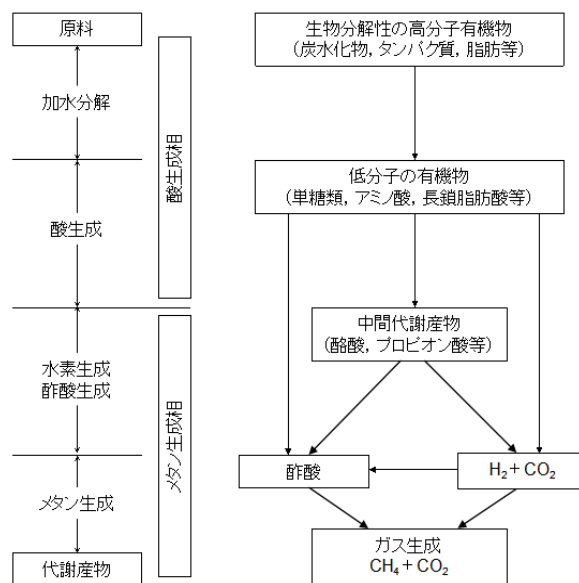 原料
加水分解
酸生成
水素生成
酢酸生成
メタン生成
代謝産物
酸生成相
メタン生成相
生物分解性の高分子有機物
(炭水化物, タンパク質, 脂肪等)
低分子の有機物
(単糖類, アミノ酸, 長鎖脂肪酸等)
中間代謝産物
(酪酸, プロピオン酸等)
酢酸
H₂ + CO₂
ガス生成
CH₄ + CO₂